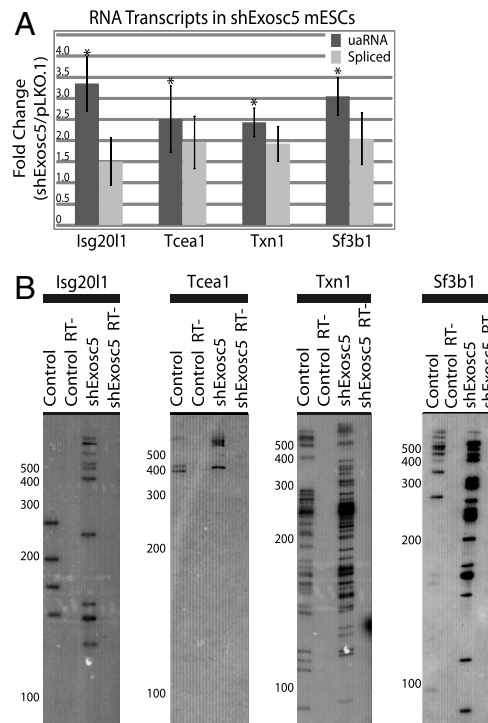 A
RNA Transcripts in shExosc5 mESCs
Fold Change
(shExosc5/pLKO.1)
4.0
3.5
3.0
2.5
2.0
1.5
1.0
0.5
0
uaRNA
Spliced
*
*
*
*
Isg20l1
Tcea1
Txn1
Sf3b1
B
Isg20l1
Tcea1
Txn1
Sf3b1
Control
Control RT-
shExosc5
shExosc5 RT-
Control
Control RT-
shExosc5
shExosc5 RT-
Control
Control RT-
shExosc5
shExosc5 RT-
Control
Control RT-
shExosc5
shExosc5 RT-
500
400
300
200
100
500
400
300
200
100
500
400
300
200
100
500
400
300
200
100